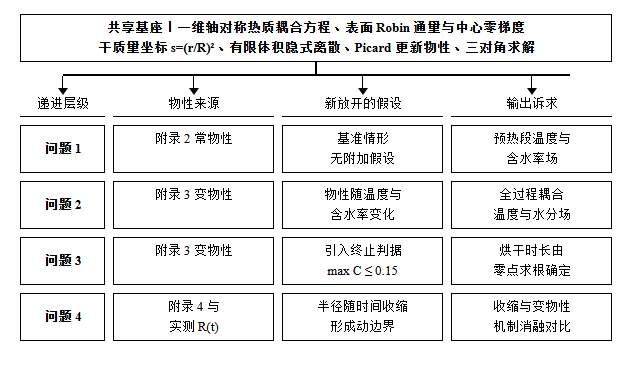 共享基座丨一维轴对称热质耦合方程、表面 Robin 通量与中心零梯度
干质量坐标 s=(r/R)²、有限体积隐式离散、Picard 更新物性、三对角求解
递进层级
物性来源
新放开的假设
输出诉求
问题 1
附录 2 常物性
基准情形
无附加假设
预热段温度与
含水率场
问题 2
附录 3 变物性
物性随温度与
含水率变化
全过程耦合
温度与水分场
问题 3
附录 3 变物性
引入终止判据
max C ≤ 0.15
烘干时长由
零点求根确定
问题 4
附录 4 与
实测 R(t)
半径随时间收缩
形成动边界
收缩与变物性
机制消融对比